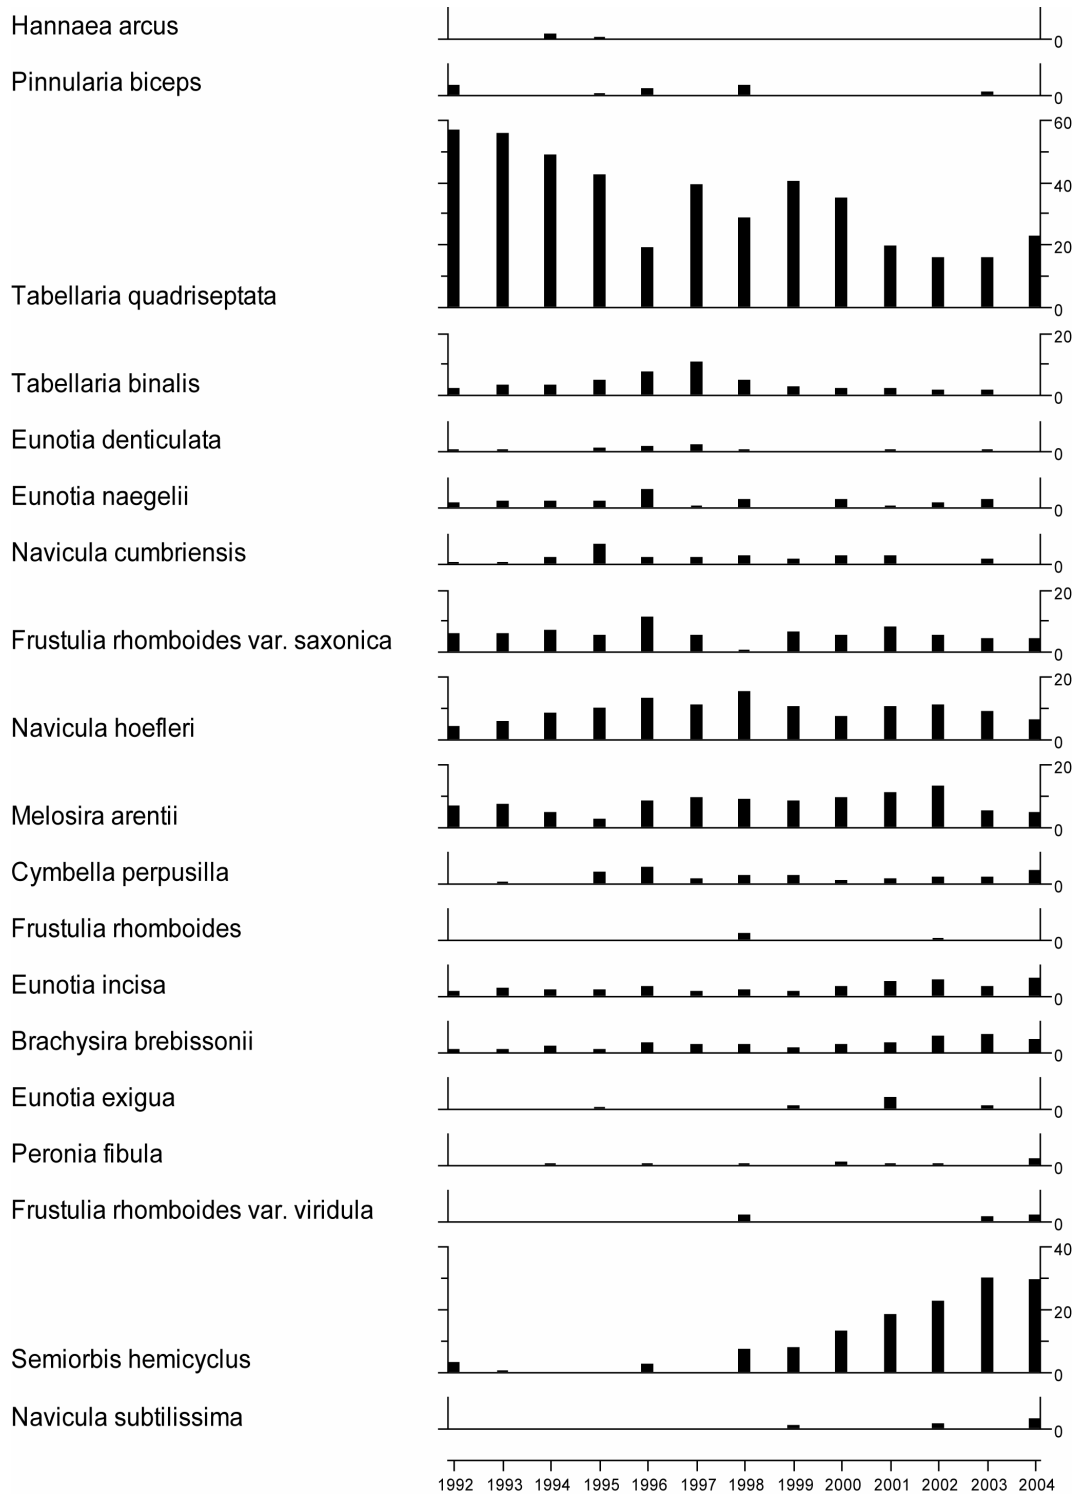 Hannaea arcus
0
Pinnularia biceps
0
60
40
20
Tabellaria quadriseptata
0
20
Tabellaria binalis
0
Eunotia denticulata
0
Eunotia naegelii
0
Navicula cumbriensis
0
20
Frustulia rhomboides var. saxonica
0
20
Navicula hoefleri
0
20
Melosira arentii
0
Cymbella perpusilla
0
Frustulia rhomboides
0
Eunotia incisa
0
Brachysira brebissonii
0
Eunotia exigua
0
Peronia fibula
0
Frustulia rhomboides var. viridula
0
40
20
Semiorbis hemicyclus
0
Navicula subtilissima
0
1992 1993 1994 1995 1996 1997 1998 1999 2000 2001 2002 2003 2004